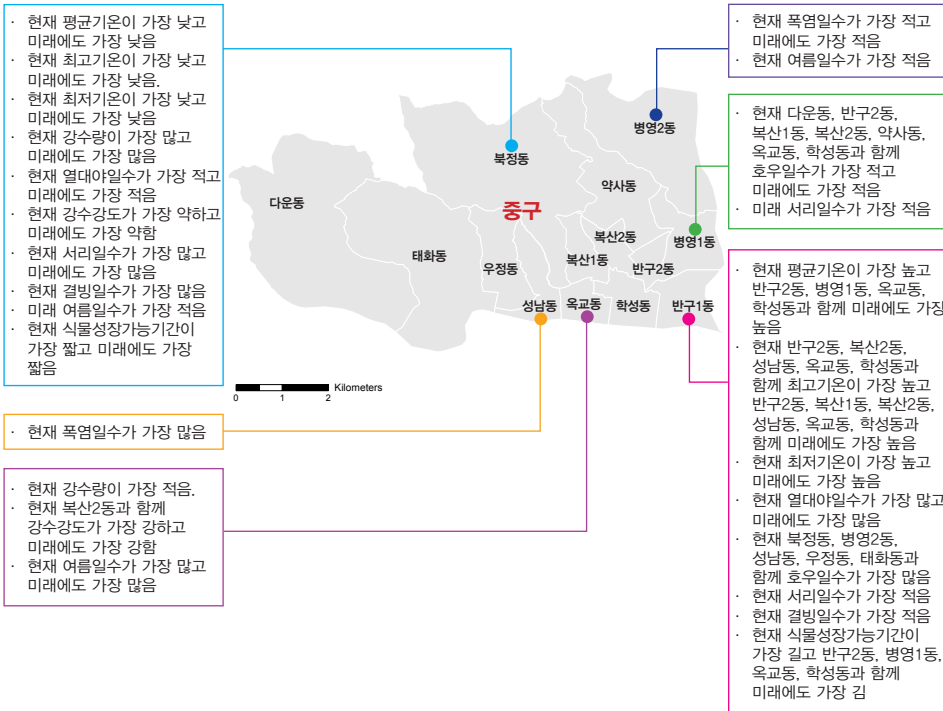 · 현재 평균기온이 가장 낮고
미래에도 가장 낮음
· 현재 최고기온이 가장 낮고
미래에도 가장 낮음.
· 현재 최저기온이 가장 낮고
미래에도 가장 낮음
· 현재 강수량이 가장 많고
미래에도 가장 많음
· 현재 열대야일수가 가장 적고
미래에도 가장 적음
· 현재 강수강도가 가장 약하고
미래에도 가장 약함
· 현재 서리일수가 가장 많고
미래에도 가장 많음
· 현재 결빙일수가 가장 많음
· 미래 여름일수가 가장 적음
· 현재 식물성장가능기간이
가장 짧고 미래에도 가장
짧음
· 현재 폭염일수가 가장 많음
· 현재 강수량이 가장 적음.
· 현재 복산2동과 함께
강수강도가 가장 강하고
미래에도 가장 강함
· 현재 여름일수가 가장 많고
미래에도 가장 많음
병영2동
북정동
약사동
다운동
중구
복산2동
병영1동
태화동
복산1동
우정동
반구2동
성남동
옥교동
학성동
반구1동
Kilometers
0 1 2
· 현재 폭염일수가 가장 적고
미래에도 가장 적음
· 현재 여름일수가 가장 적음
· 현재 다운동, 반구2동,
복산1동, 복산2동, 약사동,
옥교동, 학성동과 함께
호우일수가 가장 적고
미래에도 가장 적음
· 미래 서리일수가 가장 적음
· 현재 평균기온이 가장 높고
반구2동, 병영1동, 옥교동,
학성동과 함께 미래에도 가장
높음
· 현재 반구2동, 복산2동,
성남동, 옥교동, 학성동과
함께 최고기온이 가장 높고
반구2동, 복산1동, 복산2동,
성남동, 옥교동, 학성동과
함께 미래에도 가장 높음
· 현재 최저기온이 가장 높고
미래에도 가장 높음
· 현재 열대야일수가 가장 많고
미래에도 가장 많음
· 현재 북정동, 병영2동,
성남동, 우정동, 태화동과
함께 호우일수가 가장 많음
· 현재 서리일수가 가장 적음
· 현재 결빙일수가 가장 적음
· 현재 식물성장가능기간이
가장 길고 반구2동, 병영1동,
옥교동, 학성동과 함께
미래에도 가장 김